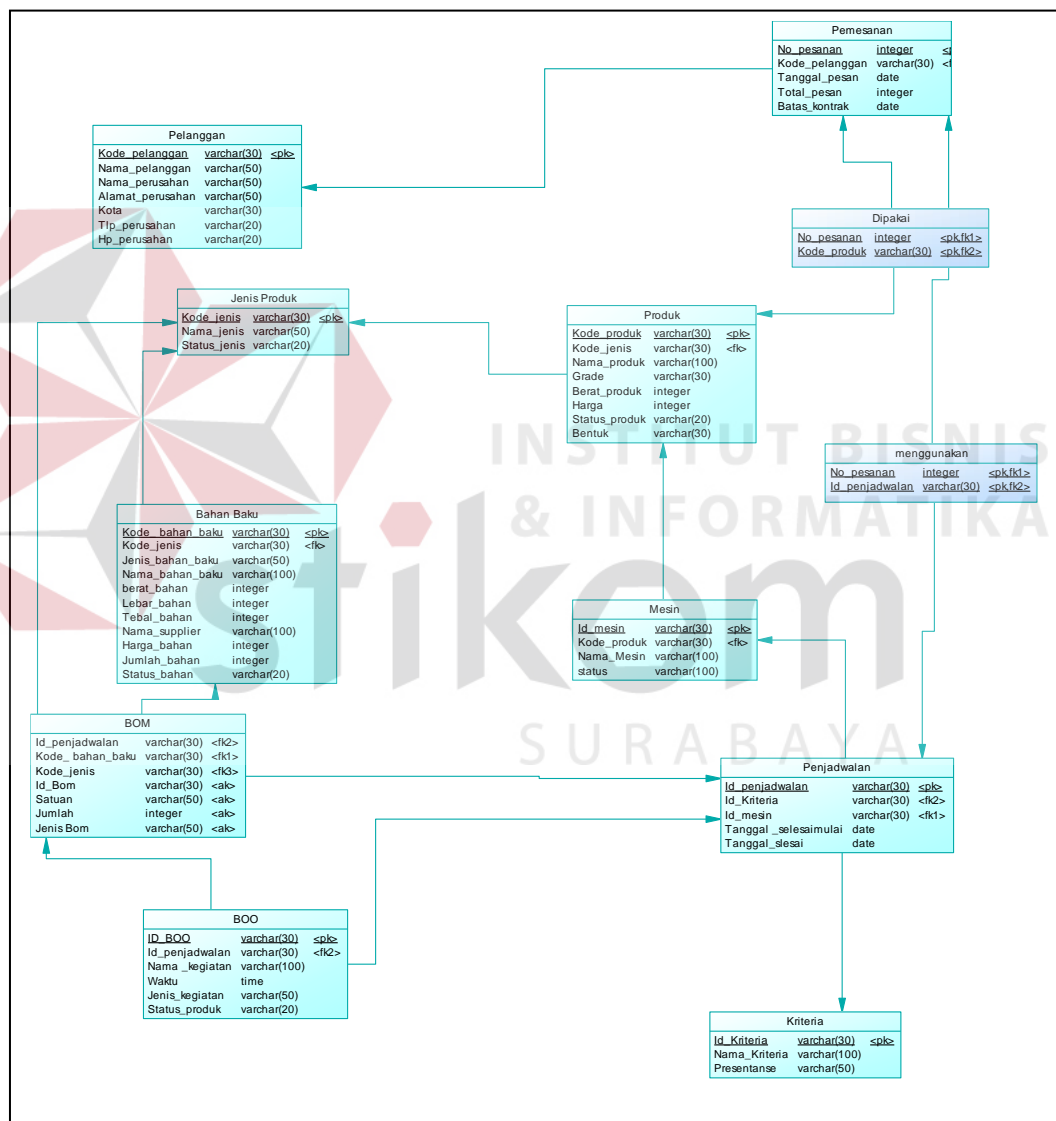 Pemesanan
No_pesanan integer <p
Kode_pelanggan varchar(30) <f
Tanggal_pesan date
Total_pesan integer
Batas_kontrak date
Pelanggan
Kode_pelanggan varchar(30) <pk>
Nama_pelanggan varchar(50)
Nama_perusahan varchar(50)
Alamat_perusahan varchar(50)
Kota varchar(30)
Tlp_perusahan varchar(20)
Hp_perusahan varchar(20)
Dipakai
No_pesanan integer <pk,fk1>
Kode_produk varchar(30) <pk,fk2>
Jenis Produk
Kode_jenis varchar(30) <pk>
Nama_jenis varchar(50)
Status_jenis varchar(20)
Produk
Kode_produk varchar(30) <pk>
Kode_jenis varchar(30) <fk>
Nama_produk varchar(100)
Grade varchar(30)
Berat_produk integer
Harga integer
Status_produk varchar(20)
Bentuk varchar(30)
menggunakan
No_pesanan integer <pk,fk1>
Id_penjadwalan varchar(30) <pk,fk2>
Bahan Baku
Kode_bahan_baku varchar(30) <pk>
Kode_jenis varchar(30) <fk>
Jenis_bahan_baku varchar(50)
Nama_bahan_baku varchar(100)
berat_bahan integer
Lebar_bahan integer
Tebal_bahan integer
Nama_supplier varchar(100)
Harga_bahan integer
Jumlah_bahan integer
Status_bahan varchar(20)
Mesin
Id_mesin varchar(30) <pk>
Kode_produk varchar(30) <fk>
Nama_Mesin varchar(100)
status varchar(100)
BOM
Id_penjadwalan varchar(30) <fk2>
Kode_ bahan_baku varchar(30) <fk1>
Kode_jenis varchar(30) <fk3>
Id_Bom varchar(30) <ak>
Satuan varchar(50) <ak>
Jumlah integer <ak>
Jenis Bom varchar(50) <ak>
Penjadwalan
Id_penjadwalan varchar(30) <pk>
Id_Kriteria varchar(30) <fk2>
Id_mesin varchar(30) <fk1>
Tanggal _selesaimulai date
Tanggal_slesai date
BOO
ID_BOO varchar(30) <pk>
Id_penjadwalan varchar(30) <fk2>
Nama _kegiatan varchar(100)
Waktu time
Jenis_kegiatan varchar(50)
Status_produk varchar(20)
Kriteria
Id_Kriteria varchar(30) <pk>
Nama_Kriteria varchar(100)
Presentanse varchar(50)
INSTITUT BISNIS
& INFORMATIKA
stikom
SURABAYA